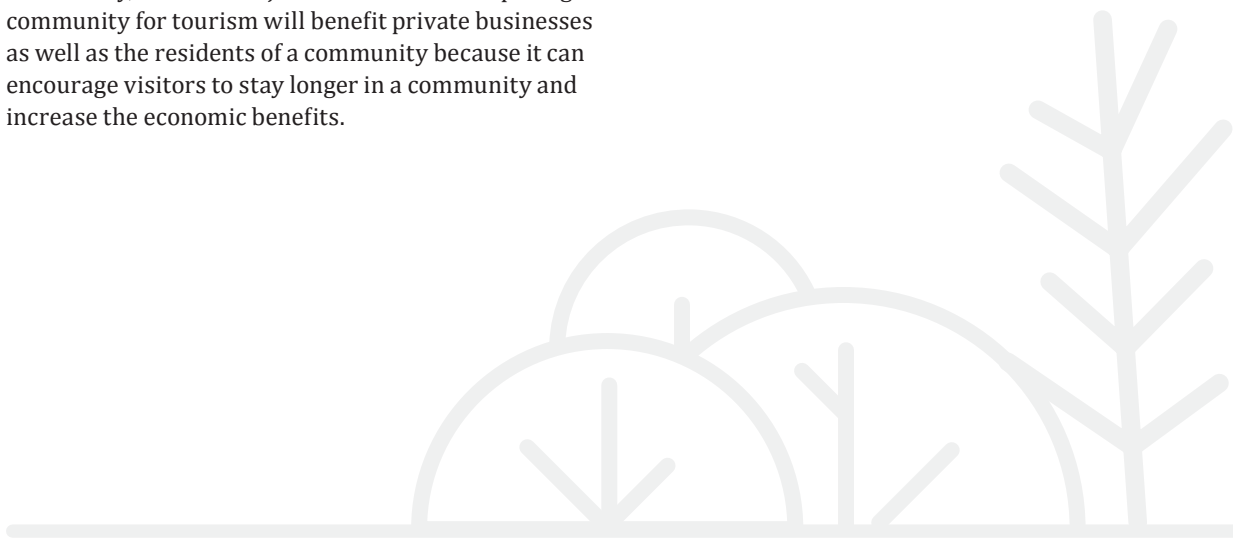 community for tourism will benefit private businesses
as well as the residents of a community because it can
encourage visitors to stay longer in a community and
increase the economic benefits.